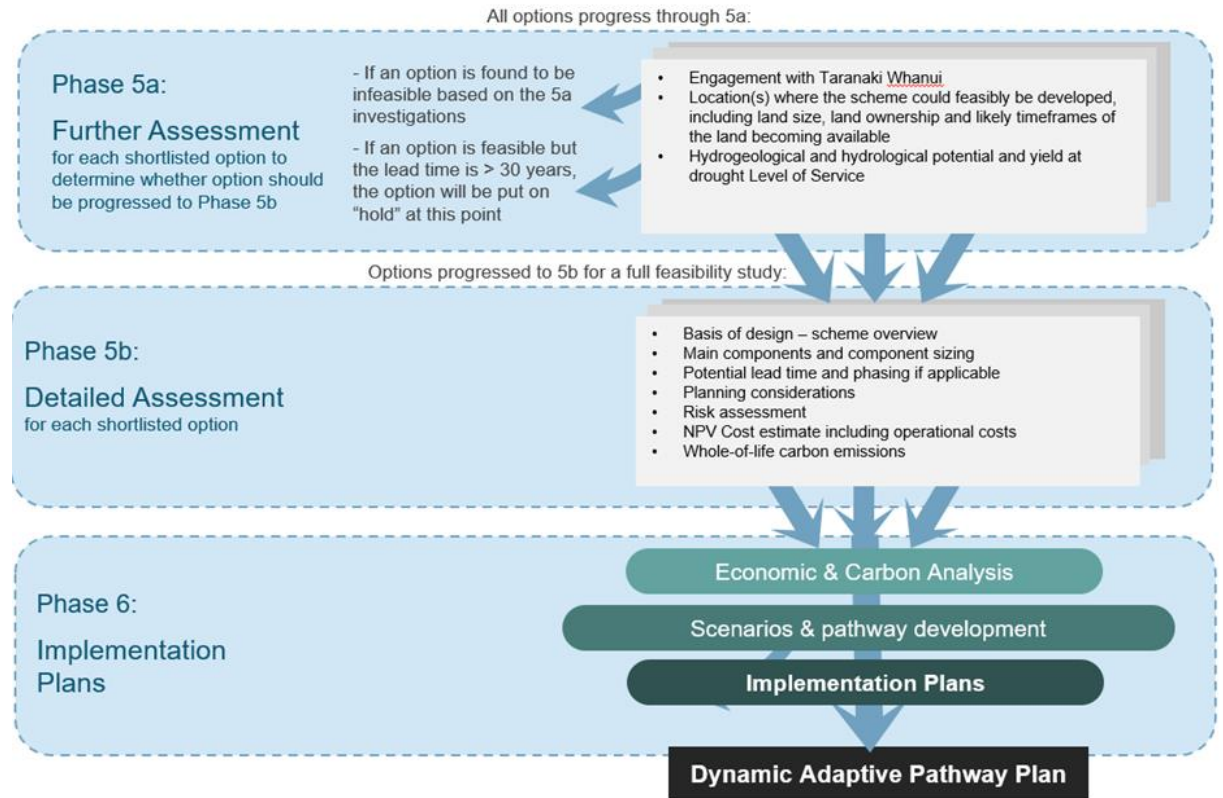 All options progress through 5a:
Phase 5a:
Further Assessment
for each shortlisted option to
determine whether option should
be progressed to Phase 5b
- If an option is found to be
infeasible based on the 5a
investigations
- If an option is feasible but
the lead time is > 30 years,
the option will be put on
“hold” at this point
• Engagement with Taranaki Whanui
• Location(s) where the scheme could feasibly be developed,
including land size, land ownership and likely timeframes of
the land becoming available
• Hydrogeological and hydrological potential and yield at
drought Level of Service
Options progressed to 5b for a full feasibility study:
Phase 5b:
Detailed Assessment
for each shortlisted option
• Basis of design – scheme overview
• Main components and component sizing
• Potential lead time and phasing if applicable
• Planning considerations
• Risk assessment
• NPV Cost estimate including operational costs
• Whole-of-life carbon emissions
Phase 6:
Implementation
Plans
Economic & Carbon Analysis
Scenarios & pathway development
Implementation Plans
Dynamic Adaptive Pathway Plan